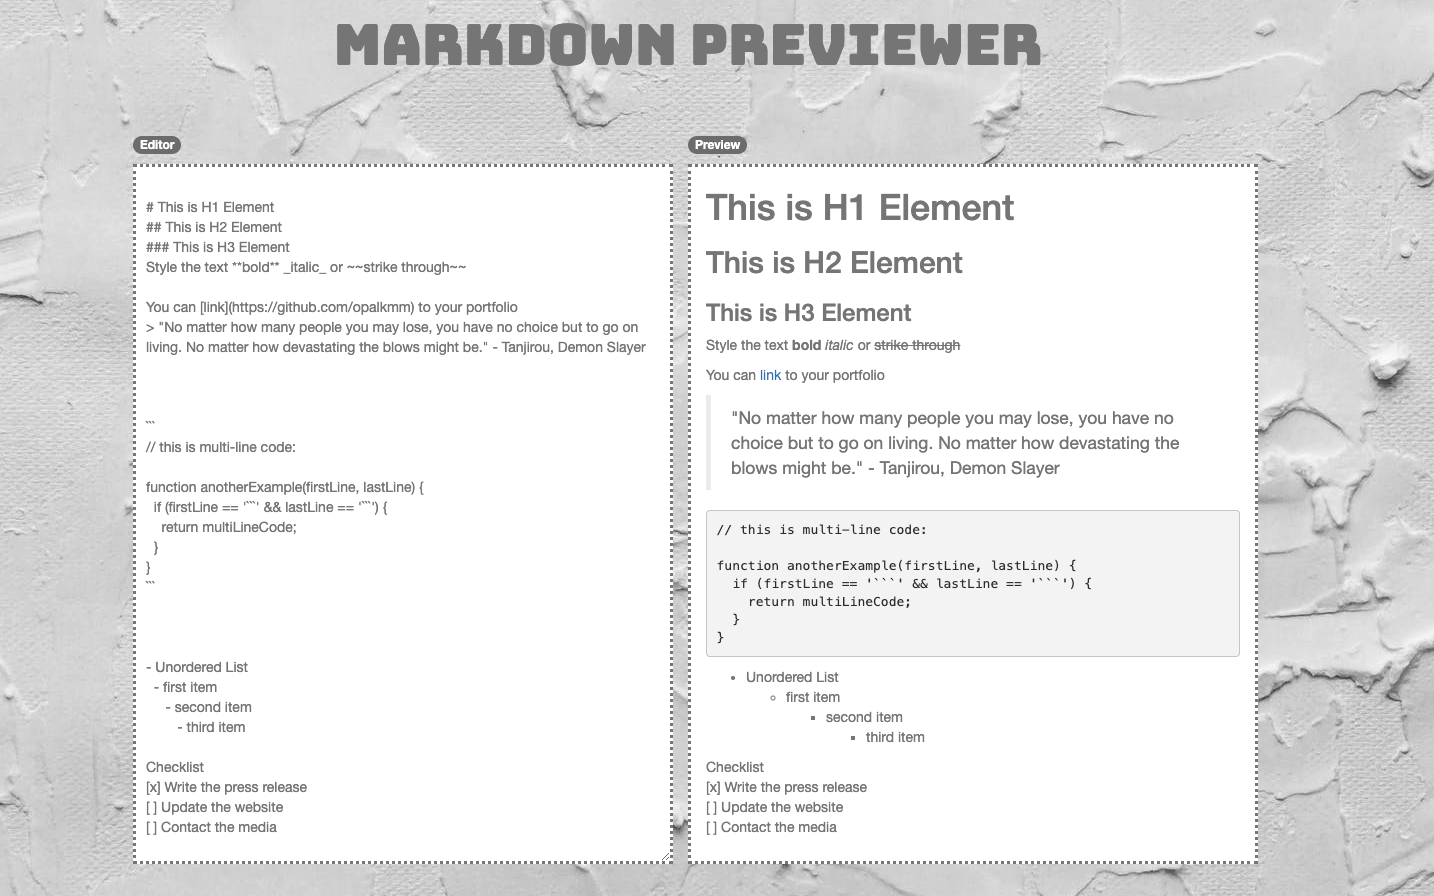 MARKDOWN PREVIEWER
Editor
# This is H1 Element
## This is H2 Element
### This is H3 Element
Style the text **bold** _italic_ or ~~strike through~~
You can [link](https://github.com/opalkmm) to your portfolio
> "No matter how many people you may lose, you have no choice but to go on
living. No matter how devastating the blows might be." - Tanjirou, Demon Slayer
```
// this is multi-line code:
function anotherExample(firstLine, lastLine) {
  if (firstLine == '```' && lastLine == '```') {
    return multiLineCode;
  }
}
```
- Unordered List
  - first item
     - second item
        - third item
Checklist
[x] Write the press release
[ ] Update the website
[ ] Contact the media
Preview
This is H1 Element
This is H2 Element
This is H3 Element
Style the text bold italic or strike through
You can link to your portfolio
"No matter how many people you may lose, you have no
choice but to go on living. No matter how devastating the
blows might be." - Tanjirou, Demon Slayer
// this is multi-line code:
function anotherExample(firstLine, lastLine) {
  if (firstLine == '```' && lastLine == '```') {
    return multiLineCode;
  }
}
Unordered List
first item
second item
third item
Checklist
[x] Write the press release
[ ] Update the website
[ ] Contact the media